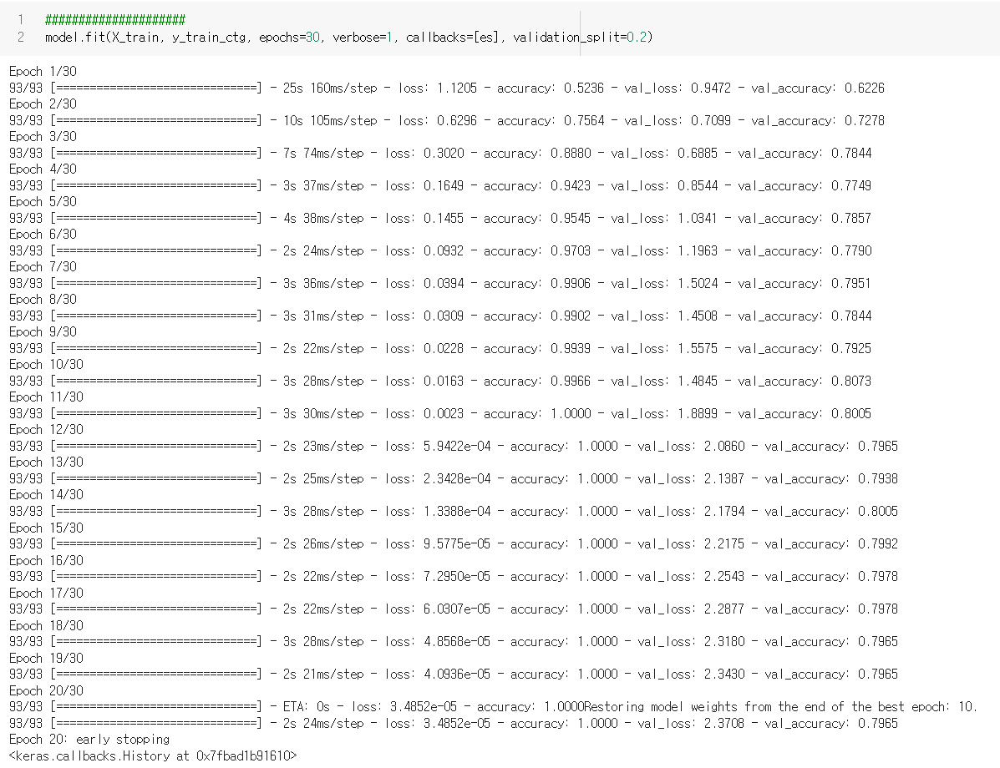 1 #####################
2 model.fit(X_train, y_train_ctg, epochs=30, verbose=1, callbacks=[es], validation_split=0.2)
Epoch 1/30
93/93 [==============================] - 25s 160ms/step - loss: 1.1205 - accuracy: 0.5236 - val_loss: 0.9472 - val_accuracy: 0.6226
Epoch 2/30
93/93 [==============================] - 10s 105ms/step - loss: 0.6296 - accuracy: 0.7564 - val_loss: 0.7099 - val_accuracy: 0.7278
Epoch 3/30
93/93 [==============================] - 7s 74ms/step - loss: 0.3020 - accuracy: 0.8880 - val_loss: 0.6885 - val_accuracy: 0.7844
Epoch 4/30
93/93 [==============================] - 3s 37ms/step - loss: 0.1649 - accuracy: 0.9423 - val_loss: 0.8544 - val_accuracy: 0.7749
Epoch 5/30
93/93 [==============================] - 4s 38ms/step - loss: 0.1455 - accuracy: 0.9545 - val_loss: 1.0341 - val_accuracy: 0.7857
Epoch 6/30
93/93 [==============================] - 2s 24ms/step - loss: 0.0932 - accuracy: 0.9703 - val_loss: 1.1963 - val_accuracy: 0.7790
Epoch 7/30
93/93 [==============================] - 3s 36ms/step - loss: 0.0394 - accuracy: 0.9906 - val_loss: 1.5024 - val_accuracy: 0.7951
Epoch 8/30
93/93 [==============================] - 3s 31ms/step - loss: 0.0309 - accuracy: 0.9902 - val_loss: 1.4508 - val_accuracy: 0.7844
Epoch 9/30
93/93 [==============================] - 2s 22ms/step - loss: 0.0228 - accuracy: 0.9939 - val_loss: 1.5575 - val_accuracy: 0.7925
Epoch 10/30
93/93 [==============================] - 3s 28ms/step - loss: 0.0163 - accuracy: 0.9966 - val_loss: 1.4845 - val_accuracy: 0.8073
Epoch 11/30
93/93 [==============================] - 3s 30ms/step - loss: 0.0023 - accuracy: 1.0000 - val_loss: 1.8899 - val_accuracy: 0.8005
Epoch 12/30
93/93 [==============================] - 2s 23ms/step - loss: 5.9422e-04 - accuracy: 1.0000 - val_loss: 2.0860 - val_accuracy: 0.7965
Epoch 13/30
93/93 [==============================] - 2s 25ms/step - loss: 2.3428e-04 - accuracy: 1.0000 - val_loss: 2.1387 - val_accuracy: 0.7938
Epoch 14/30
93/93 [==============================] - 3s 28ms/step - loss: 1.3388e-04 - accuracy: 1.0000 - val_loss: 2.1794 - val_accuracy: 0.8005
Epoch 15/30
93/93 [==============================] - 2s 26ms/step - loss: 9.5775e-05 - accuracy: 1.0000 - val_loss: 2.2175 - val_accuracy: 0.7992
Epoch 16/30
93/93 [==============================] - 2s 22ms/step - loss: 7.2950e-05 - accuracy: 1.0000 - val_loss: 2.2543 - val_accuracy: 0.7978
Epoch 17/30
93/93 [==============================] - 2s 22ms/step - loss: 6.0307e-05 - accuracy: 1.0000 - val_loss: 2.2877 - val_accuracy: 0.7978
Epoch 18/30
93/93 [==============================] - 3s 28ms/step - loss: 4.8568e-05 - accuracy: 1.0000 - val_loss: 2.3180 - val_accuracy: 0.7965
Epoch 19/30
93/93 [==============================] - 2s 21ms/step - loss: 4.0936e-05 - accuracy: 1.0000 - val_loss: 2.3430 - val_accuracy: 0.7965
Epoch 20/30
93/93 [==============================] - ETA: 0s - loss: 3.4852e-05 - accuracy: 1.0000Restoring model weights from the end of the best epoch: 10.
93/93 [==============================] - 2s 24ms/step - loss: 3.4852e-05 - accuracy: 1.0000 - val_loss: 2.3708 - val_accuracy: 0.7965
Epoch 20: early stopping
<keras.callbacks.History at 0x7fbad1b91610>